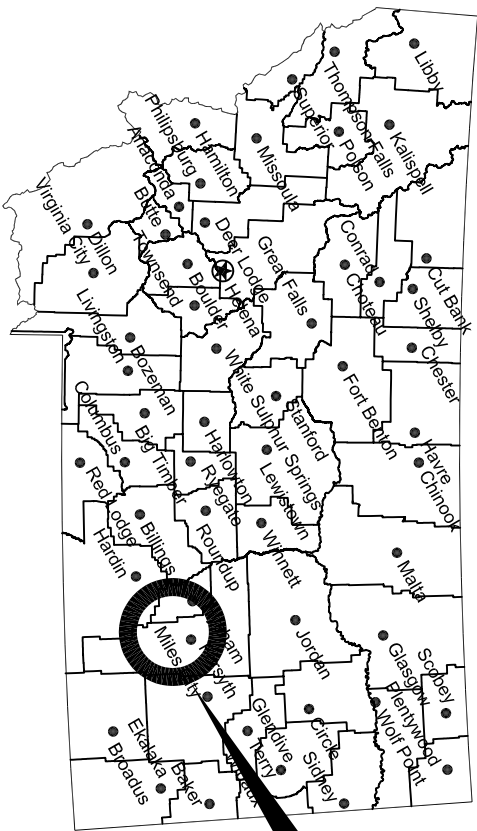 Libby
Thompson Falls
Kalispell
Superior
Polson
Philipsburg
Hamilton
Missoula
Anaconda
Butte
Deer Lodge
Virginia City
Dillon
Townsend
Boulder
Helena
Great Falls
Conrad
Choteau
Cut Bank
Shelby
Chester
Livingston
Bozeman
White Sulphur Springs
Fort Benton
Stanford
Columbus
Big Timber
Harlowton
Ryegate
Lewistown
Havre
Chinook
Red Lodge
Billings
Roundup
Winnett
Malta
Hardin
Miles
Jordan
Glasgow
Scobey
Plentywood
Wolf Point
Glendive
Circle
Sidney
Ekalaka
Broadus
Baker